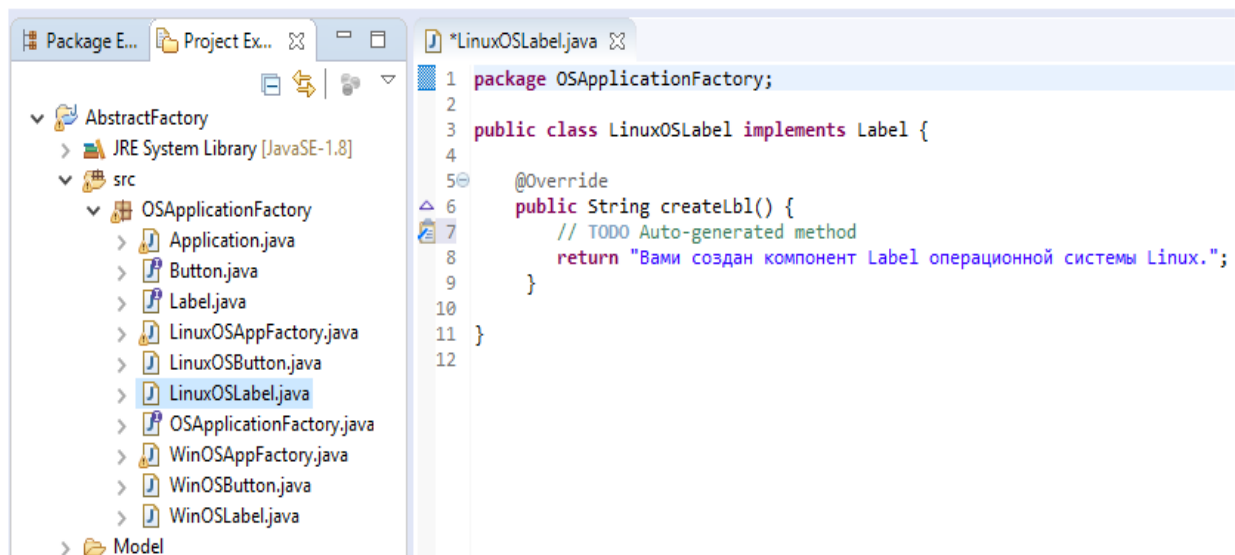 Package E...
Project Ex...
AbstractFactory
JRE System Library [JavaSE-1.8]
src
OSApplicationFactory
Application.java
Button.java
Label.java
LinuxOSAppFactory.java
LinuxOSButton.java
LinuxOSLabel.java
OSApplicationFactory.java
WinOSAppFactory.java
WinOSButton.java
WinOSLabel.java
Model
*LinuxOSLabel.java
1 package OSApplicationFactory;
2
3 public class LinuxOSLabel implements Label {
4
5 @Override
6 public String createLbl() {
7 // TODO Auto-generated method
8 return "Вами создан компонент Label операционной системы Linux.";
9 }
10
11 }
12